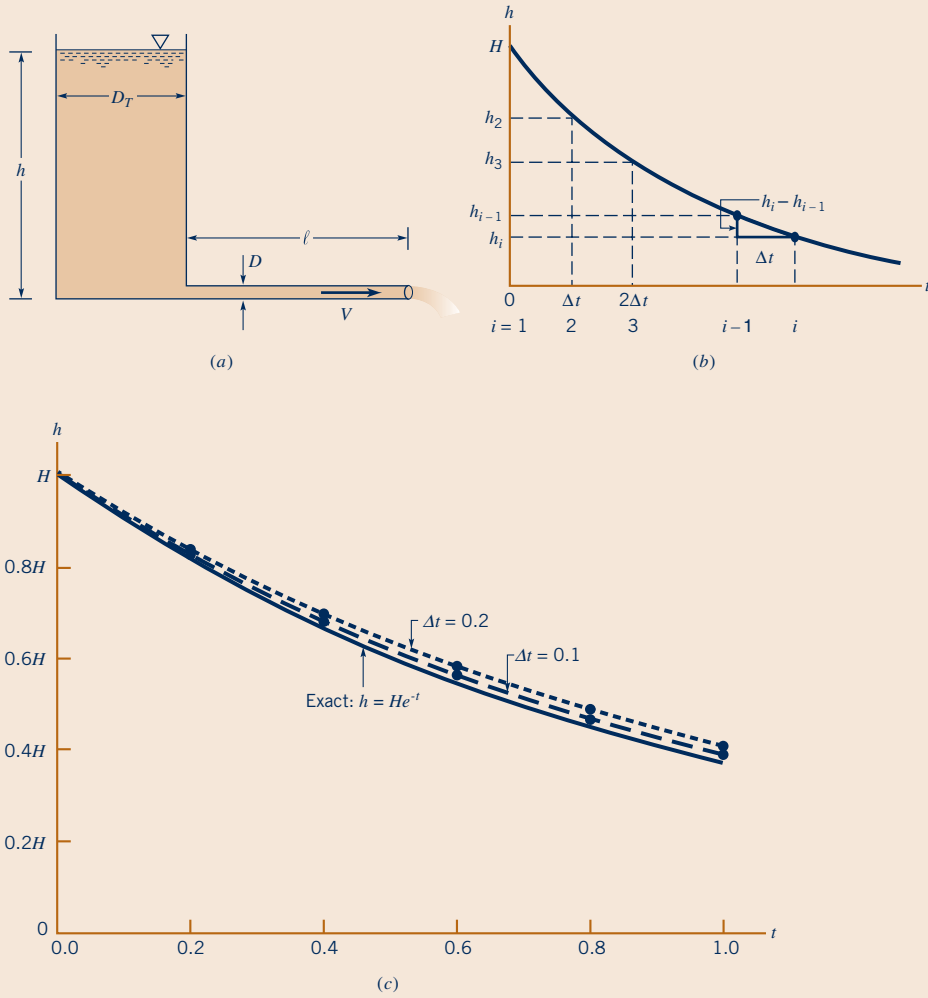 D_T
h
ℓ
D
V
(a)
h
H
h_2
h_3
h_{i-1}
h_i
h_i – h_{i-1}
Δt
t
0 Δt 2Δt
i = 1 2 3 i – 1 i
(b)
h
H
0.8H
0.6H
0.4H
0.2H
0
Δt = 0.2
Δt = 0.1
Exact: h = He^{-t}
0.0 0.2 0.4 0.6 0.8 1.0 t
(c)